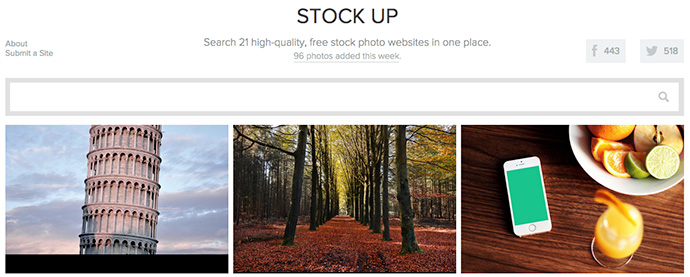 STOCK UP
About
Submit a Site
Search 21 high-quality, free stock photo websites in one place.
96 photos added this week.
443
518